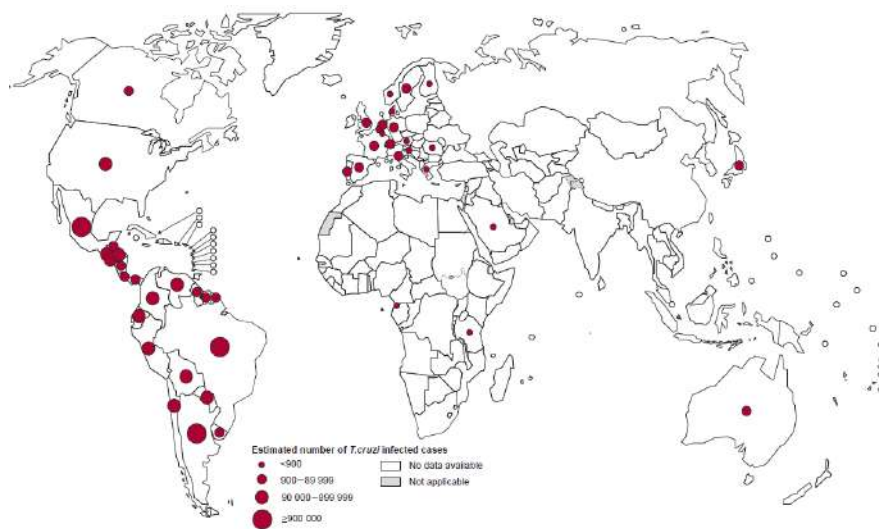 Estimated number of T.cruzi infected cases
<900
900–89 999
90 000–899 999
≥900 000
No data available
Not applicable